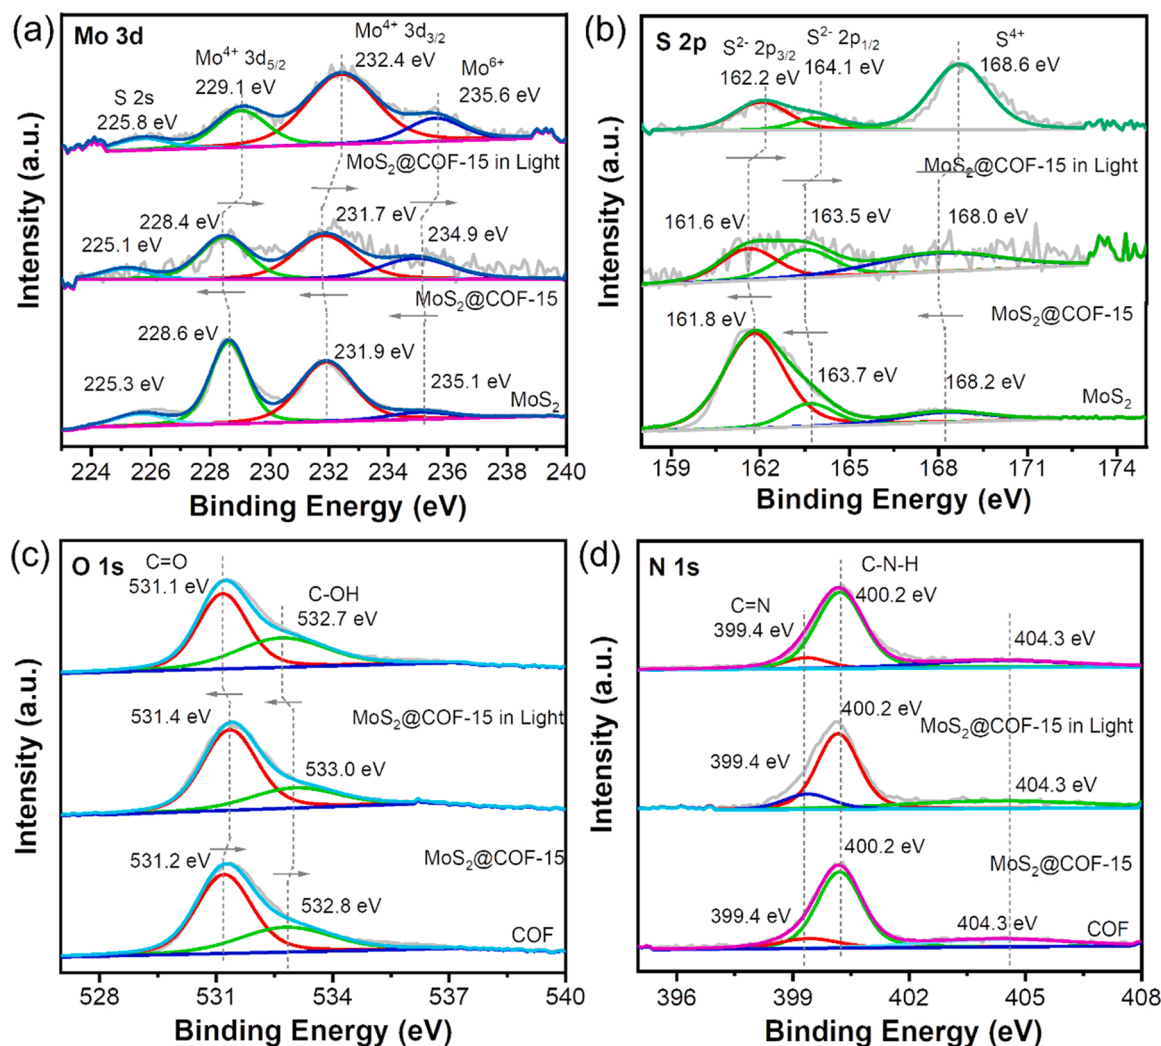 (a)
Mo 3d
Mo⁴⁺ 3d₃/₂
232.4 eV
Mo⁴⁺ 3d₅/₂
229.1 eV
Mo⁶⁺
235.6 eV
S 2s
225.8 eV
MoS₂@COF-15 in Light
228.4 eV
231.7 eV
225.1 eV
234.9 eV
MoS₂@COF-15
228.6 eV
231.9 eV
225.3 eV
235.1 eV
MoS₂
Intensity (a.u.)
224 226 228 230 232 234 236 238 240
Binding Energy (eV)
(b)
S 2p
S²⁻ 2p₃/₂
162.2 eV
S²⁻ 2p₁/₂
164.1 eV
S⁴⁺
168.6 eV
MoS₂@COF-15 in Light
161.6 eV
163.5 eV
168.0 eV
MoS₂@COF-15
161.8 eV
163.7 eV
168.2 eV
MoS₂
Intensity (a.u.)
159 162 165 168 171 174
Binding Energy (eV)
(c)
O 1s
C=O
531.1 eV
C-OH
532.7 eV
MoS₂@COF-15 in Light
531.4 eV
533.0 eV
MoS₂@COF-15
531.2 eV
532.8 eV
COF
Intensity (a.u.)
528 531 534 537 540
Binding Energy (eV)
(d)
N 1s
C-N-H
400.2 eV
C=N
399.4 eV
404.3 eV
400.2 eV
MoS₂@COF-15 in Light
399.4 eV
404.3 eV
400.2 eV
MoS₂@COF-15
399.4 eV
404.3 eV
COF
Intensity (a.u.)
396 399 402 405 408
Binding Energy (eV)